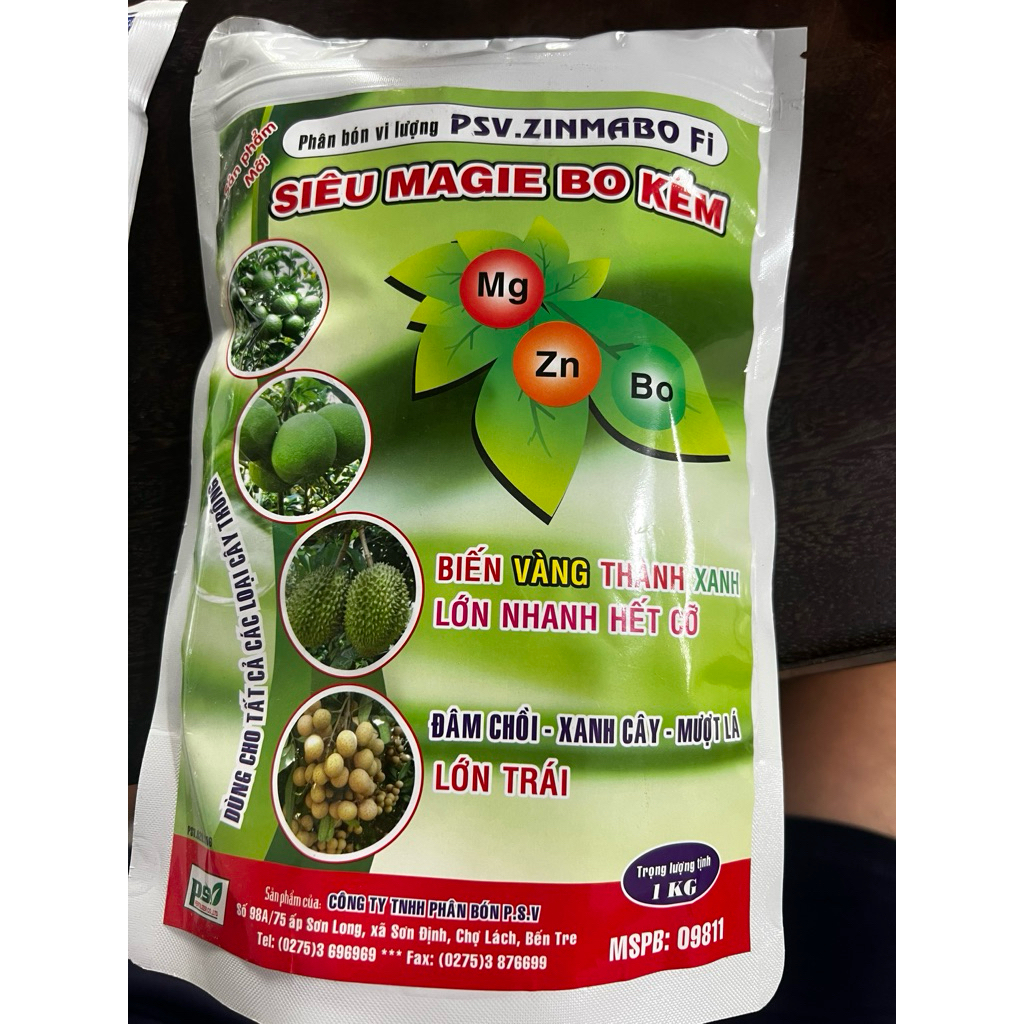 Sản phẩm
Mới
Phân bón vi lượng PSV.ZINMABO Fi
SIÊU MAGIE BO KẼM
Mg
Zn
Bo
DÙNG CHO TẤT CẢ CÁC LOẠI CÂY TRỒNG
BIẾN VÀNG THÀNH XANH
LỚN NHANH HẾT CỠ
ĐÂM CHỒI - XANH CÂY - MƯỢT LÁ
LỚN TRÁI
Trọng lượng tịnh
1 KG
psv
Sản phẩm của: CÔNG TY TNHH PHÂN BÓN P.S.V
Số 98A/75 ấp Sơn Long, xã Sơn Định, Chợ Lách, Bến Tre
Tel: (0275)3 696969 *** Fax: (0275)3 876699
MSPB: 09811